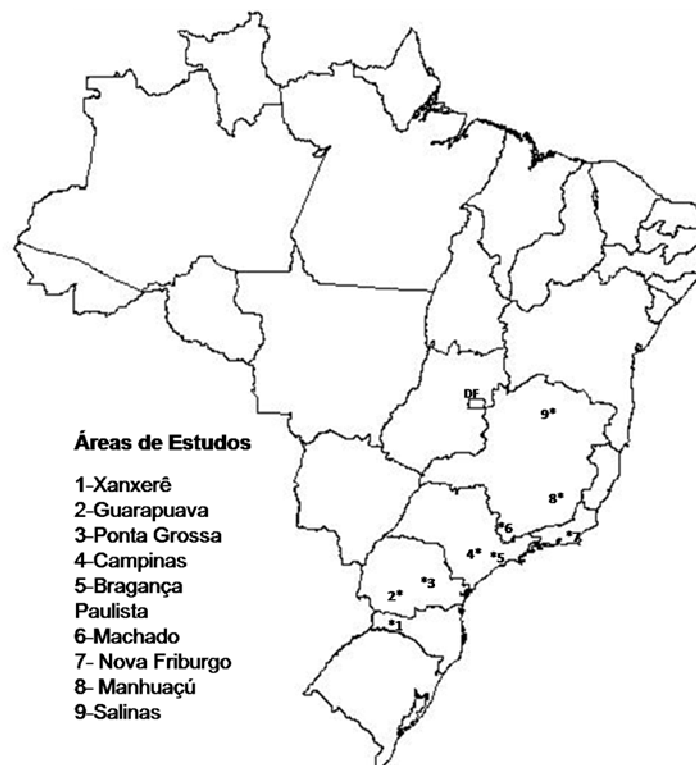 DF
9*
8*
*6
*7
4*
*5
*3
2*
*1
Áreas de Estudos
1-Xanxerê
2-Guarapuava
3-Ponta Grossa
4-Campinas
5-Bragança
Paulista
6-Machado
7- Nova Friburgo
8- Manhuaçú
9-Salinas